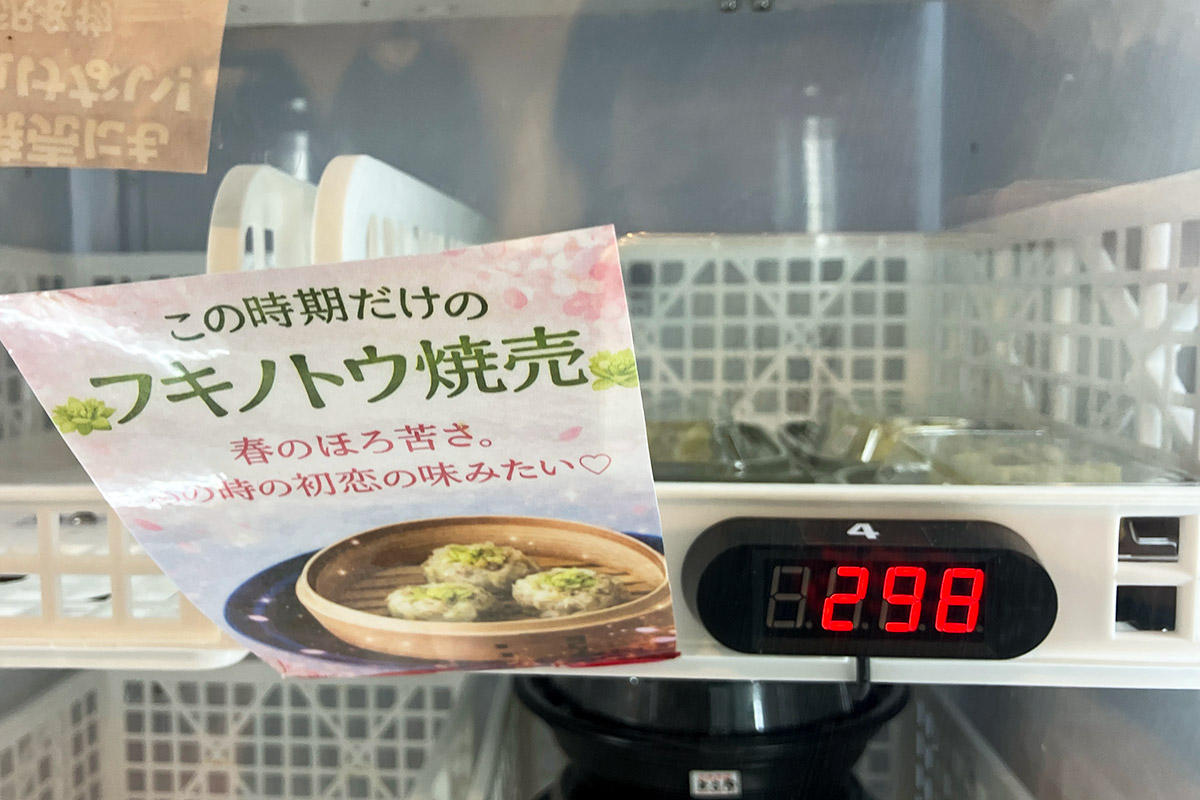 この時期だけの
フキノトウ焼売
春のほろ苦さ。
の時の初恋の味みたい♡
4
298